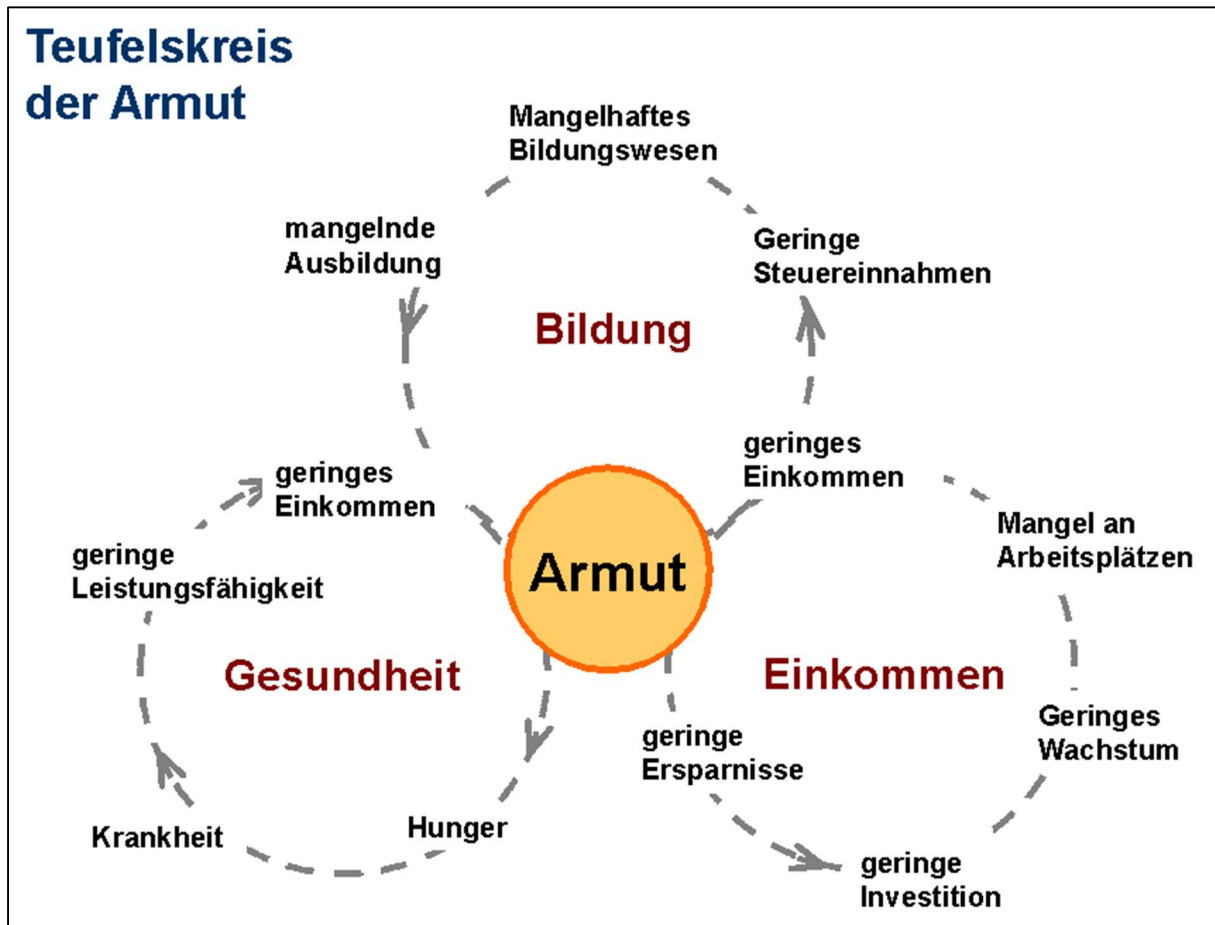 Teufelskreis
der Armut
Mangelhaftes
Bildungswesen
mangelnde
Ausbildung
Geringe
Steuereinnahmen
Bildung
geringes
Einkommen
geringes
Einkommen
Mangel an
Arbeitsplätzen
geringe
Leistungsfähigkeit
Armut
Gesundheit
Einkommen
Geringes
Wachstum
geringe
Ersparnisse
Krankheit
Hunger
geringe
Investition